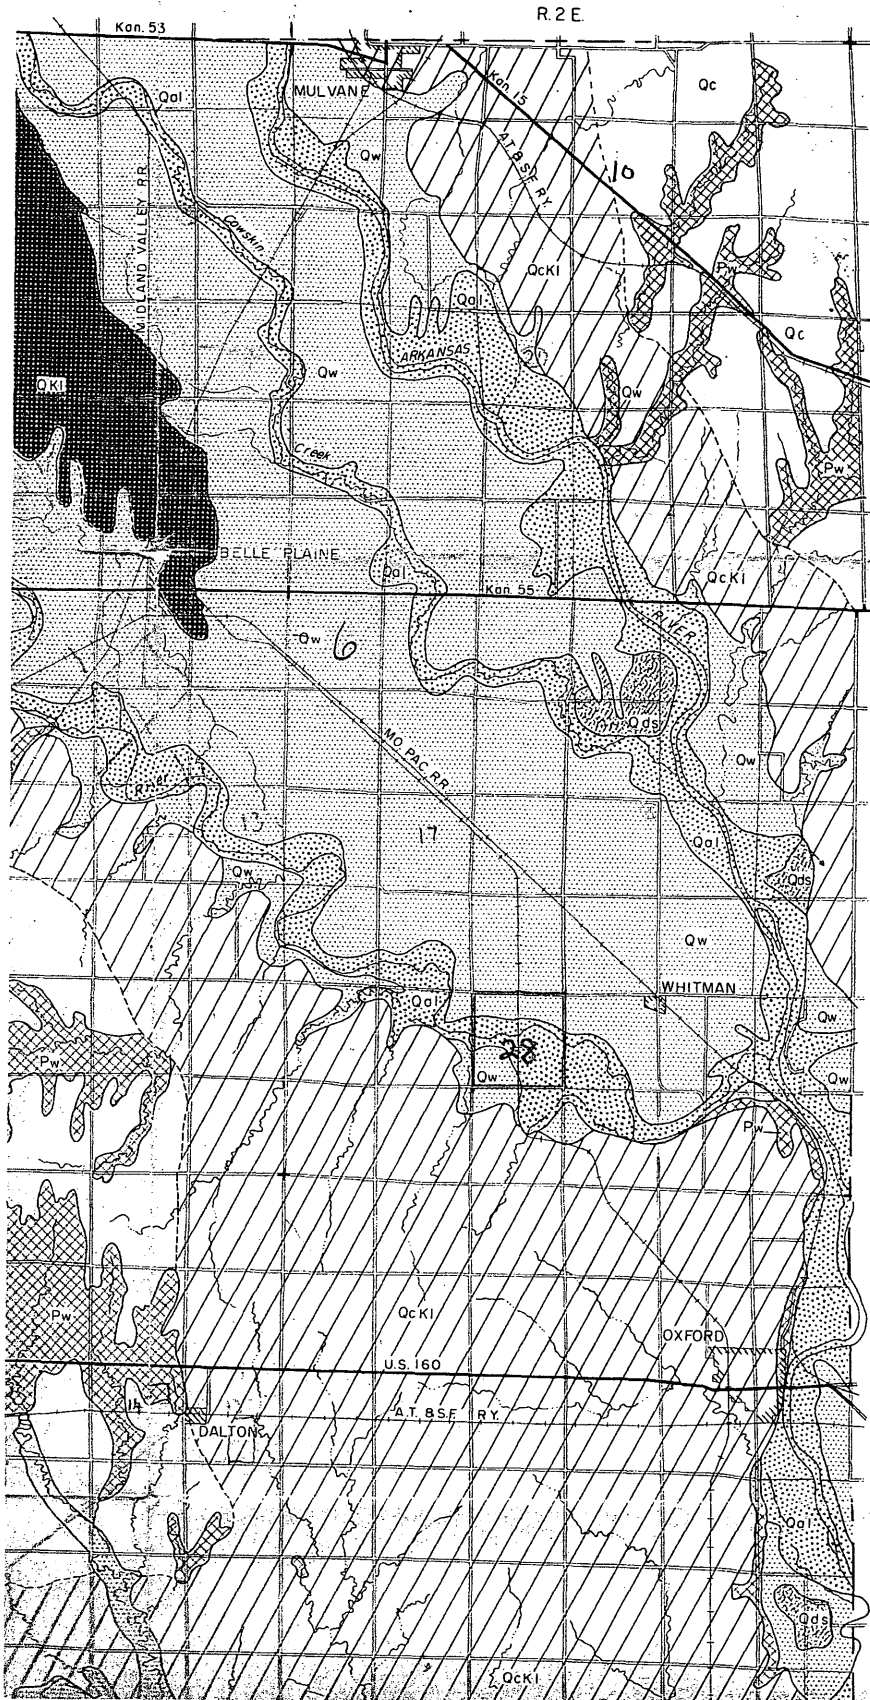 R. 2 E.
Kan. 53
MULVANE
Kan. 15
Qc
Qal
Qw
A.T. & S.F. RY.
10
MIDLAND VALLEY RR.
Cowskin
QcKl
Pw
Qal
Qc
ARKANSAS
Qw
QKl
Qw
Creek
Pw
BELLE PLAINE
Qal
QcKl
Kan. 55
RIVER
Qw
6
Qds
MO. PAC. RR.
Qw
River
13
17
Qal
Qw
Qds
Qw
WHITMAN
Qal
Qw
Pw
Qw
Qw
Pw
QcKl
Pw
OXFORD
U.S. 160
14
A.T. & S.F. RY.
DALTON
Qal
Qds
QcKl